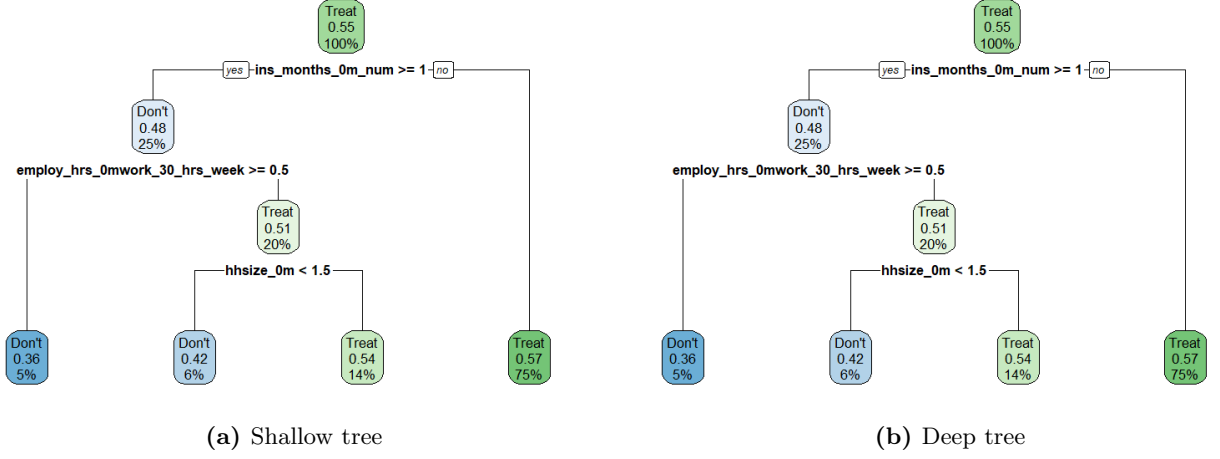 Treat
0.55
100%
yes ins_months_0m_num >= 1 no
Don't
0.48
25%
employ_hrs_0mwork_30_hrs_week >= 0.5
Treat
0.51
20%
hhsize_0m < 1.5
Don't
0.36
5%
Don't
0.42
6%
Treat
0.54
14%
Treat
0.57
75%
(a) Shallow tree
Treat
0.55
100%
yes ins_months_0m_num >= 1 no
Don't
0.48
25%
employ_hrs_0mwork_30_hrs_week >= 0.5
Treat
0.51
20%
hhsize_0m < 1.5
Don't
0.36
5%
Don't
0.42
6%
Treat
0.54
14%
Treat
0.57
75%
(b) Deep tree